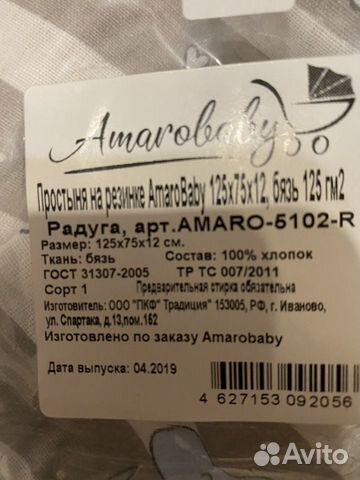 Amarobaby
Простыня на резинке AmaroBaby 125х75х12, бязь 125 гм2
Радуга, арт.AMARO-5102-R
Размер: 125х75х12 см.
Ткань: бязь Состав: 100% хлопок
ГОСТ 31307-2005 ТР ТС 007/2011
Сорт 1 Предварительная стирка обязательна
Изготовитель: ООО "ПКФ" Традиция" 153005, РФ, г. Иваново,
ул. Спартака, д.13,пом.162
Изготовлено по заказу Amarobaby
Дата выпуска: 04.2019
4 627153 092056
Avito